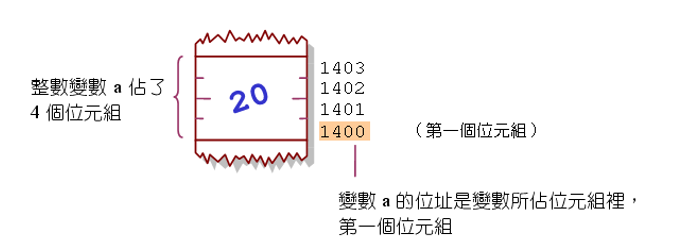 整數變數 a 佔了
4 個位元組
20
1403
1402
1401
1400
（第一個位元組）
變數 a 的位址是變數所佔位元組裡，
第一個位元組